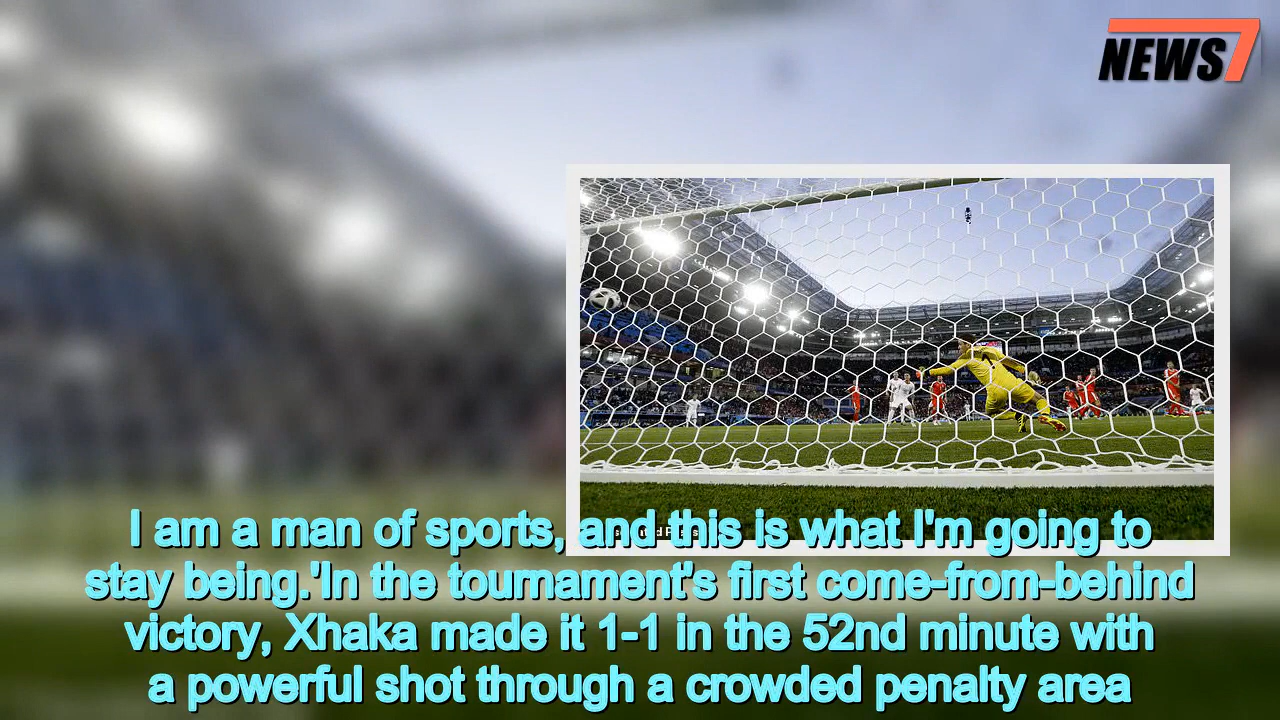 NEWS7
I am a man of sports, and this is what I'm going to
stay being.'In the tournament's first come-from-behind
victory, Xhaka made it 1-1 in the 52nd minute with
a powerful shot through a crowded penalty area